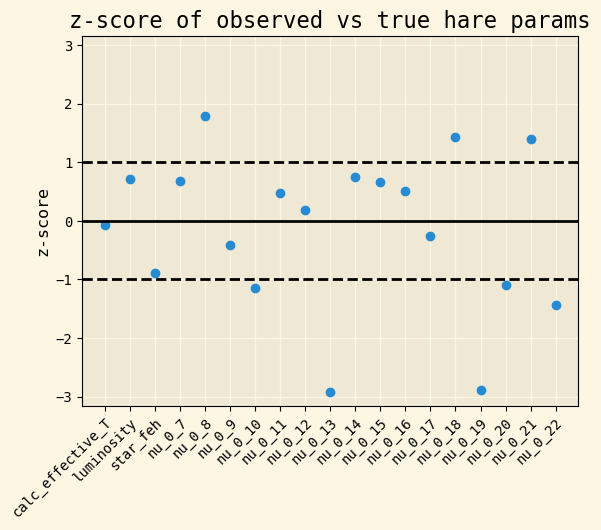 z-score of observed vs true hare params
z-score
3
2
1
0
−1
−2
−3
calc_effective_T
luminosity
star_feh
nu_0_7
nu_0_8
nu_0_9
nu_0_10
nu_0_11
nu_0_12
nu_0_13
nu_0_14
nu_0_15
nu_0_16
nu_0_17
nu_0_18
nu_0_19
nu_0_20
nu_0_21
nu_0_22